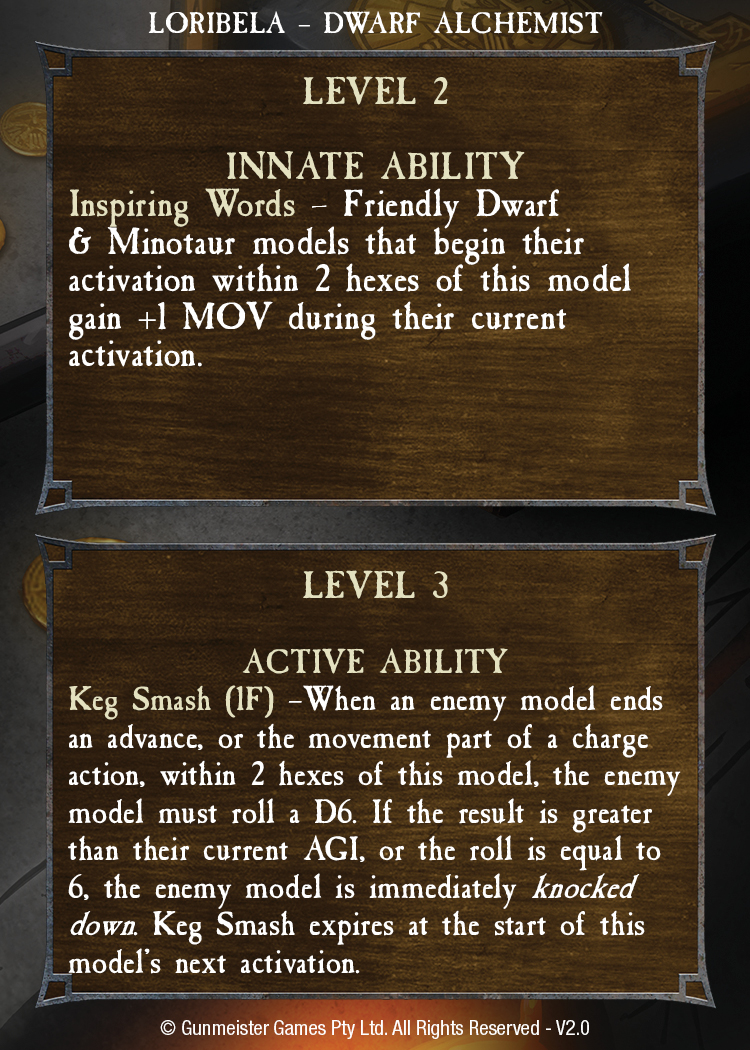 LORIBELA – DWARF ALCHEMIST
LEVEL 2
INNATE ABILITY
Inspiring Words – Friendly Dwarf
& Minotaur models that begin their
activation within 2 hexes of this model
gain +1 MOV during their current
activation.
LEVEL 3
ACTIVE ABILITY
Keg Smash (1F) –When an enemy model ends
an advance, or the movement part of a charge
action, within 2 hexes of this model, the enemy
model must roll a D6. If the result is greater
than their current AGI, or the roll is equal to
6, the enemy model is immediately knocked
down. Keg Smash expires at the start of this
model's next activation.
© Gunmeister Games Pty Ltd. All Rights Reserved - V2.0